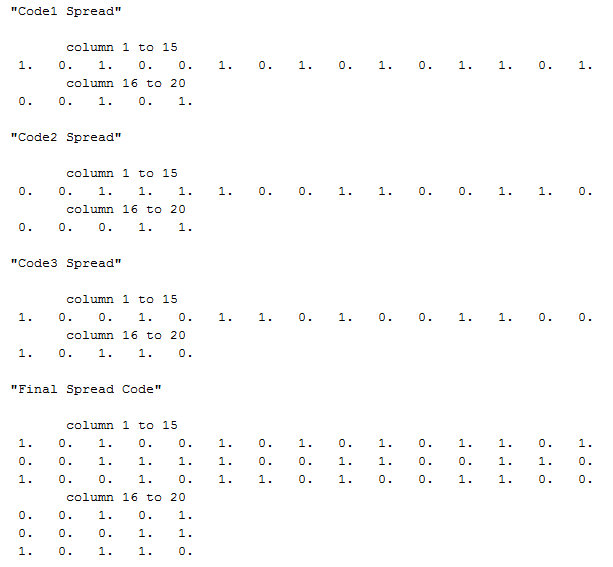 "Code1 Spread"
column 1 to 15
1. 0. 1. 0. 0. 1. 0. 1. 0. 1. 0. 1. 1. 0. 1.
column 16 to 20
0. 0. 1. 0. 1.
"Code2 Spread"
column 1 to 15
0. 0. 1. 1. 1. 1. 0. 0. 1. 1. 0. 0. 1. 1. 0.
column 16 to 20
0. 0. 0. 1. 1.
"Code3 Spread"
column 1 to 15
1. 0. 0. 1. 0. 1. 1. 0. 1. 0. 0. 1. 1. 0. 0.
column 16 to 20
1. 0. 1. 1. 0.
"Final Spread Code"
column 1 to 15
1. 0. 1. 0. 0. 1. 0. 1. 0. 1. 0. 1. 1. 0. 1.
0. 0. 1. 1. 1. 1. 0. 0. 1. 1. 0. 0. 1. 1. 0.
1. 0. 0. 1. 0. 1. 1. 0. 1. 0. 0. 1. 1. 0. 0.
column 16 to 20
0. 0. 1. 0. 1.
0. 0. 0. 1. 1.
1. 0. 1. 1. 0.